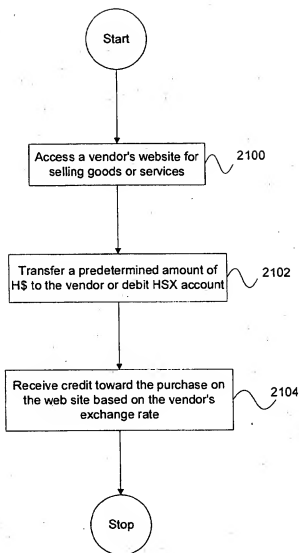 Start
Access a vendor's website for
selling goods or services
2100
Transfer a predetermined amount of
H$ to the vendor or debit HSX account
2102
Receive credit toward the purchase on
the web site based on the vendor's
exchange rate
2104
Stop